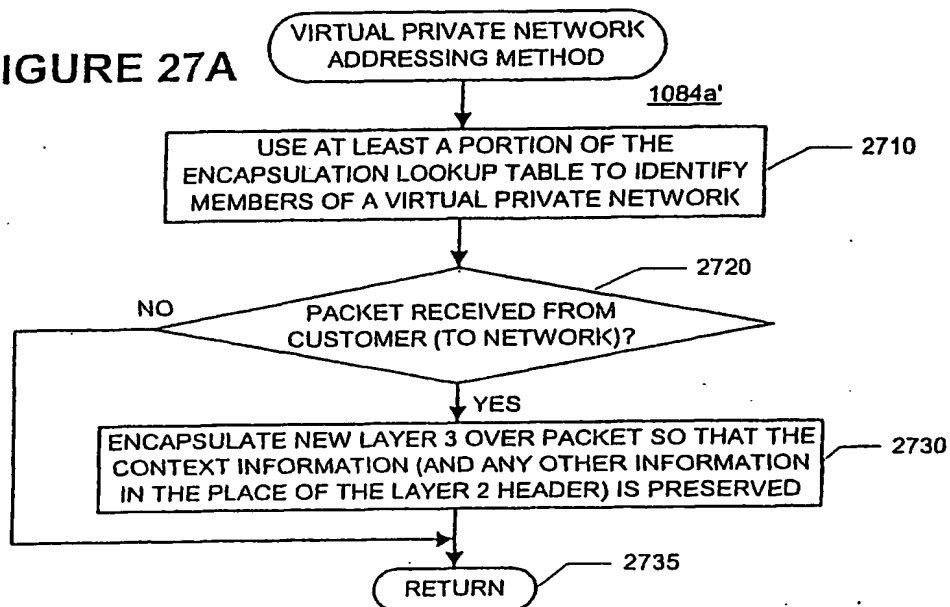 IGURE 27A
VIRTUAL PRIVATE NETWORK
ADDRESSING METHOD
1084a'
USE AT LEAST A PORTION OF THE
ENCAPSULATION LOOKUP TABLE TO IDENTIFY
MEMBERS OF A VIRTUAL PRIVATE NETWORK
2710
2720
NO
PACKET RECEIVED FROM
CUSTOMER (TO NETWORK)?
YES
ENCAPSULATE NEW LAYER 3 OVER PACKET SO THAT THE
CONTEXT INFORMATION (AND ANY OTHER INFORMATION
IN THE PLACE OF THE LAYER 2 HEADER) IS PRESERVED
2730
RETURN
2735